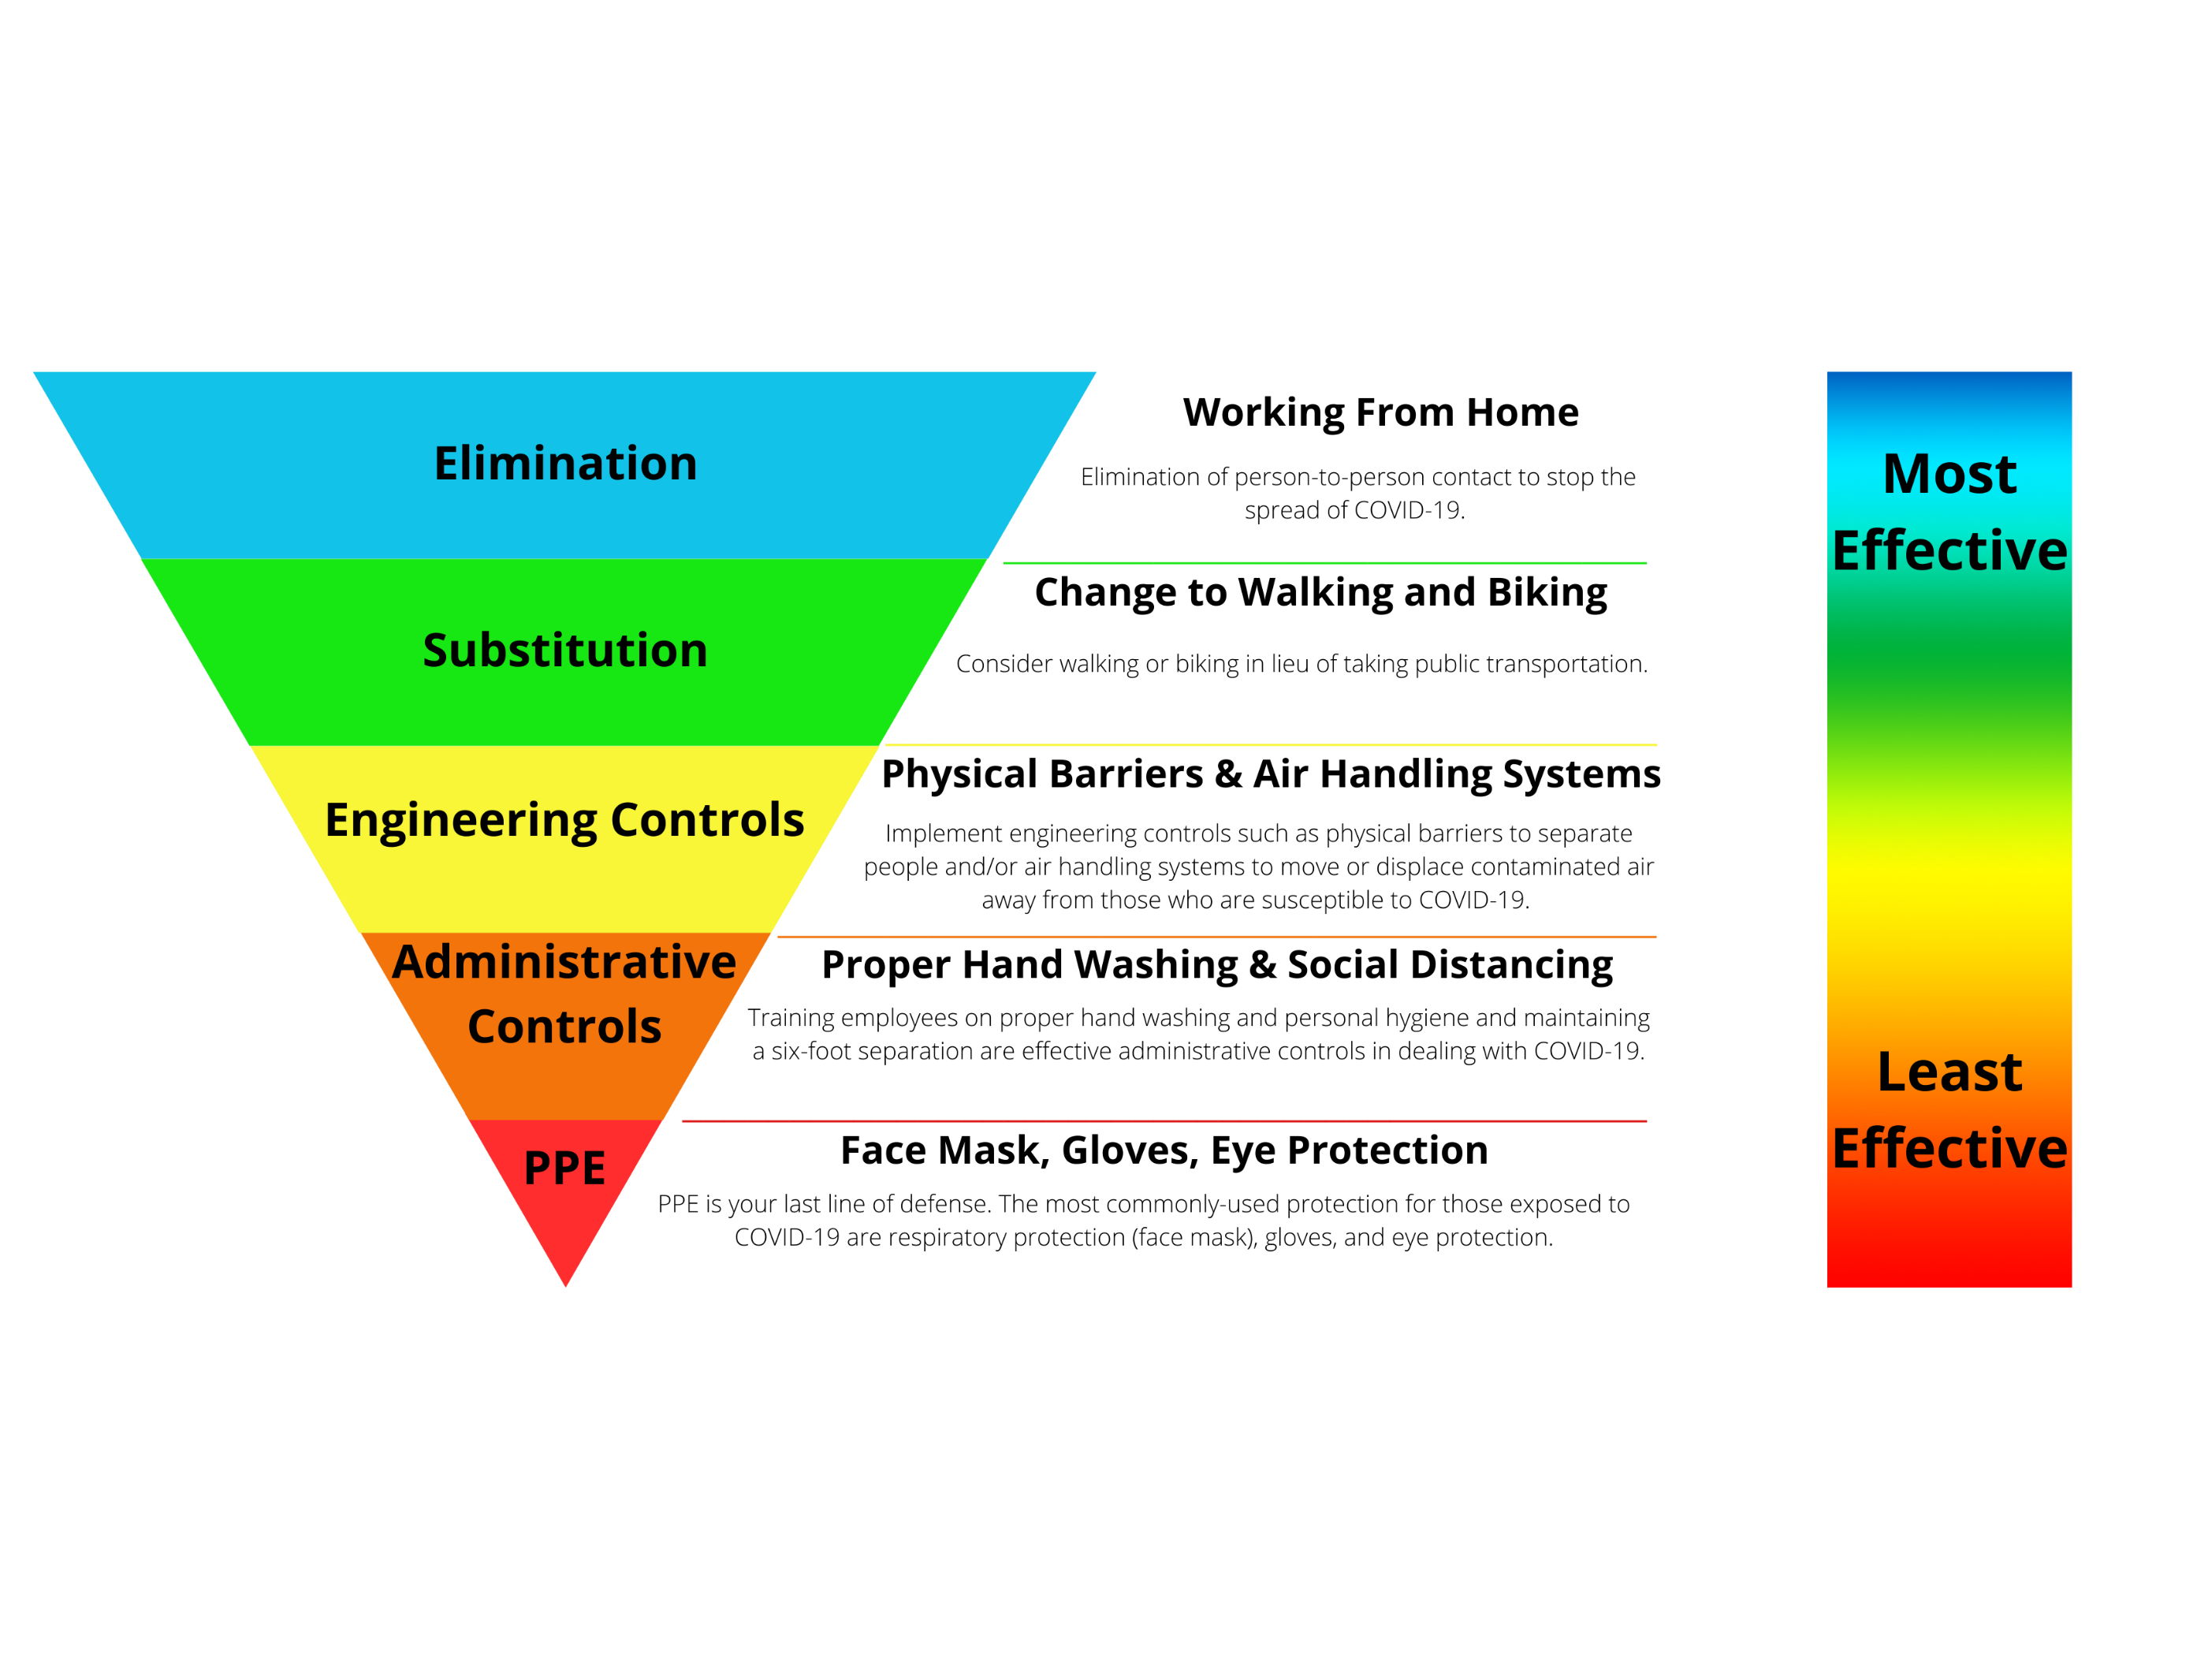 Elimination
Working From Home
Elimination of person-to-person contact to stop the
spread of COVID-19.
Substitution
Change to Walking and Biking
Consider walking or biking in lieu of taking public transportation.
Engineering Controls
Physical Barriers & Air Handling Systems
Implement engineering controls such as physical barriers to separate
people and/or air handling systems to move or displace contaminated air
away from those who are susceptible to COVID-19.
Administrative
Controls
Proper Hand Washing & Social Distancing
Training employees on proper hand washing and personal hygiene and maintaining
a six-foot separation are effective administrative controls in dealing with COVID-19.
PPE
Face Mask, Gloves, Eye Protection
PPE is your last line of defense. The most commonly-used protection for those exposed to
COVID-19 are respiratory protection (face mask), gloves, and eye protection.
Most
Effective
Least
Effective